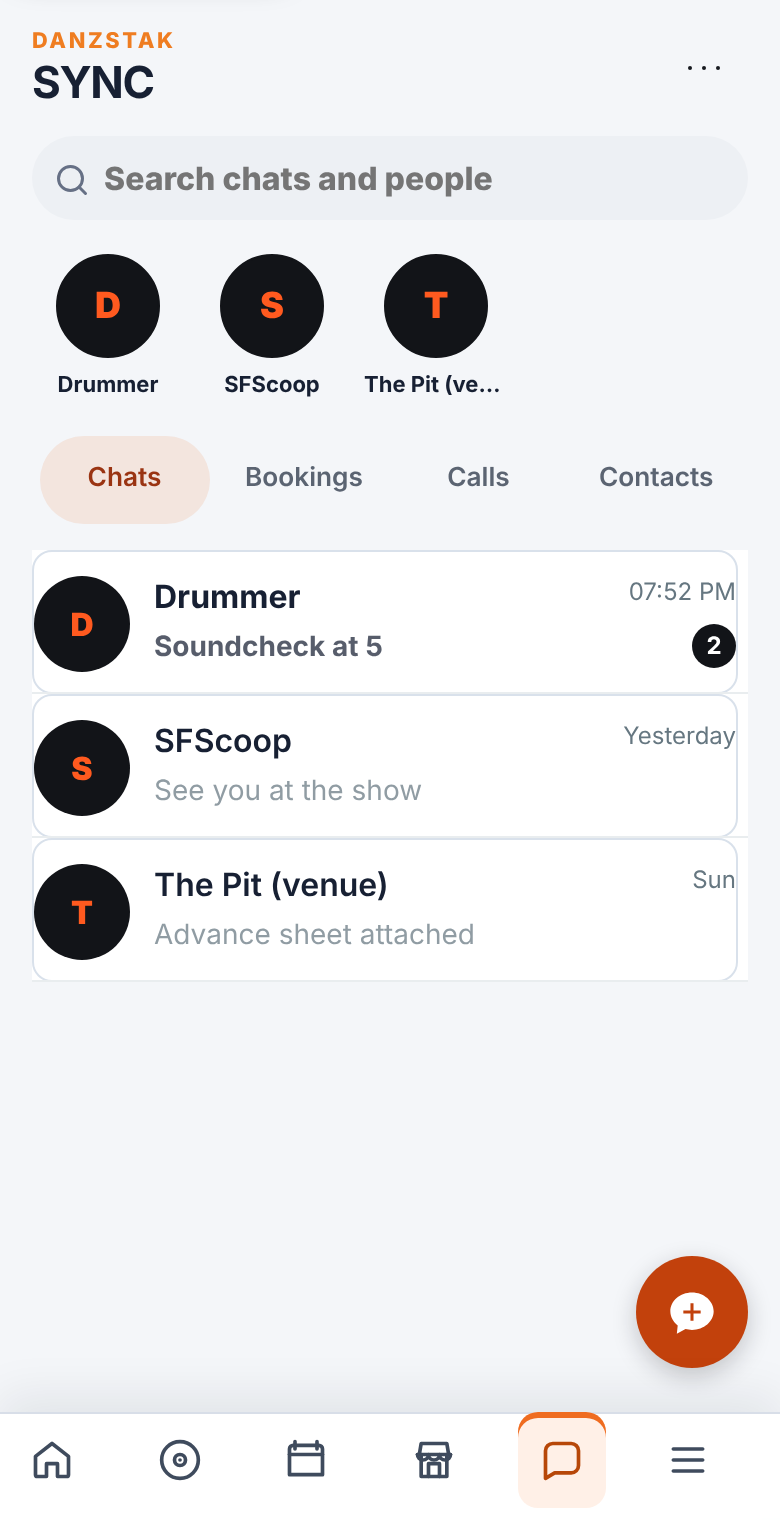 DANZSTAK
SYNC
...
Search chats and people
D
S
T
Drummer
SFScoop
The Pit (ve...
Chats
Bookings
Calls
Contacts
D
Drummer
07:52 PM
Soundcheck at 5
2
S
SFScoop
Yesterday
See you at the show
T
The Pit (venue)
Sun
Advance sheet attached